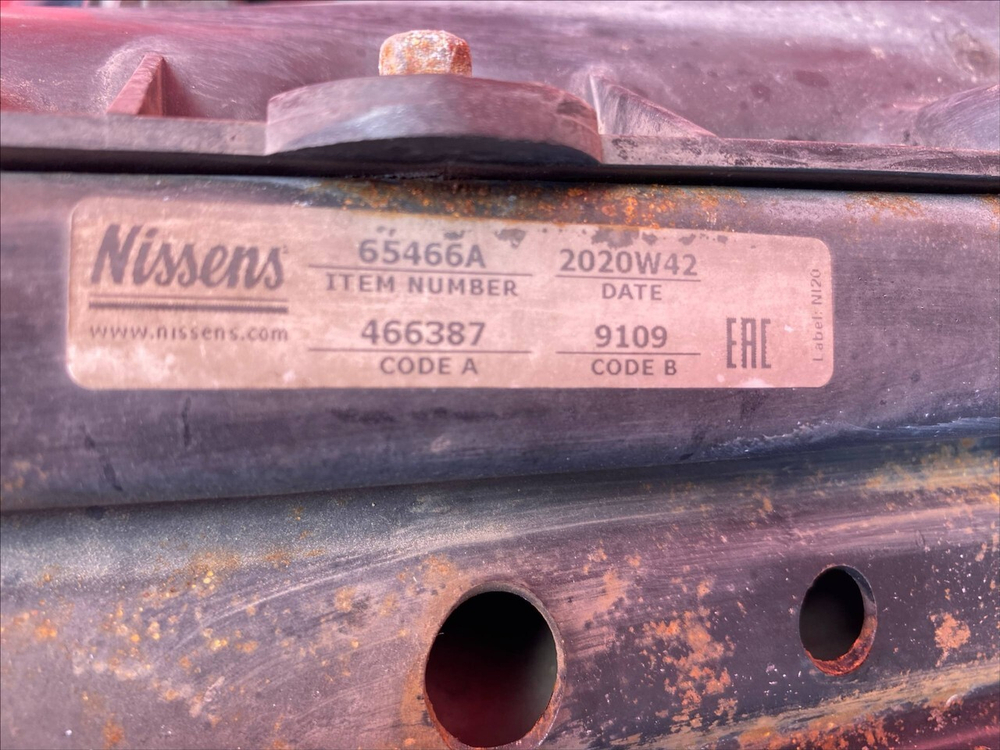 Nissens
www.nissens.com
65466A
ITEM NUMBER
2020W42
DATE
466387
CODE A
9109
CODE B
EAC
Label: NI20